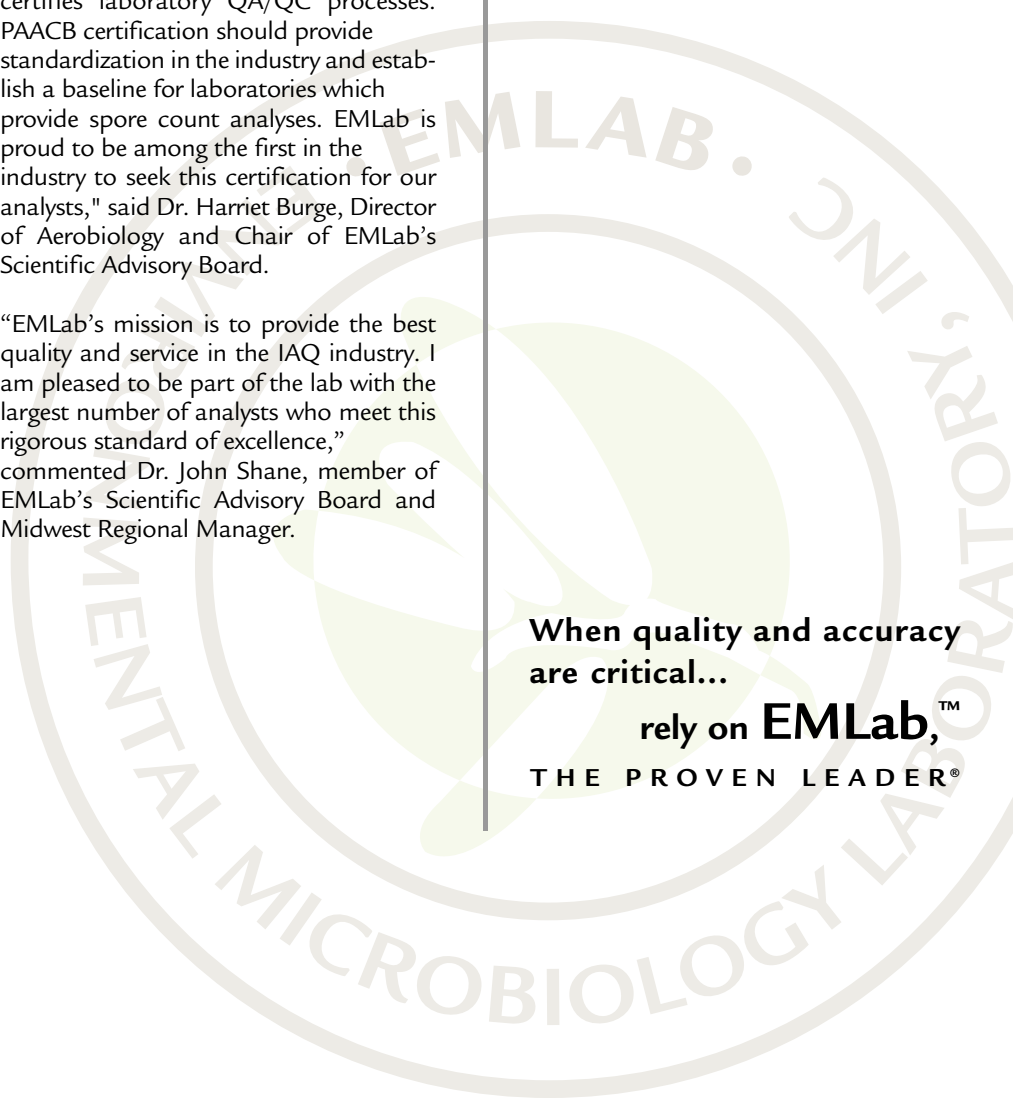 certifies laboratory QA/QC processes.
PAACB certification should provide
standardization in the industry and estab-
lish a baseline for laboratories which
provide spore count analyses. EMLab is
proud to be among the first in the
industry to seek this certification for our
analysts," said Dr. Harriet Burge, Director
of Aerobiology and Chair of EMLab’s
Scientific Advisory Board.
“EMLab’s mission is to provide the best
quality and service in the IAQ industry. I
am pleased to be part of the lab with the
largest number of analysts who meet this
rigorous standard of excellence,”
commented Dr. John Shane, member of
EMLab’s Scientific Advisory Board and
Midwest Regional Manager.
When quality and accuracy
are critical...
rely on EMLab,™
THE PROVEN LEADER®
• EMLAB •
ENVIRONMENTAL MICROBIOLOGY LABORATORY, INC